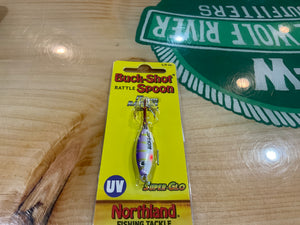 WOLF RIVER
OUTFITTERS
W
Buck-Shot
RATTLE Spoon
UV
Super-Glo
Northland
FISHING TACKLE